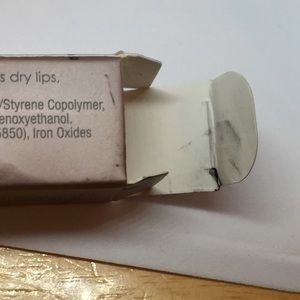 s dry lips,
/Styrene Copolymer,
enoxyethanol.
5850), Iron Oxides